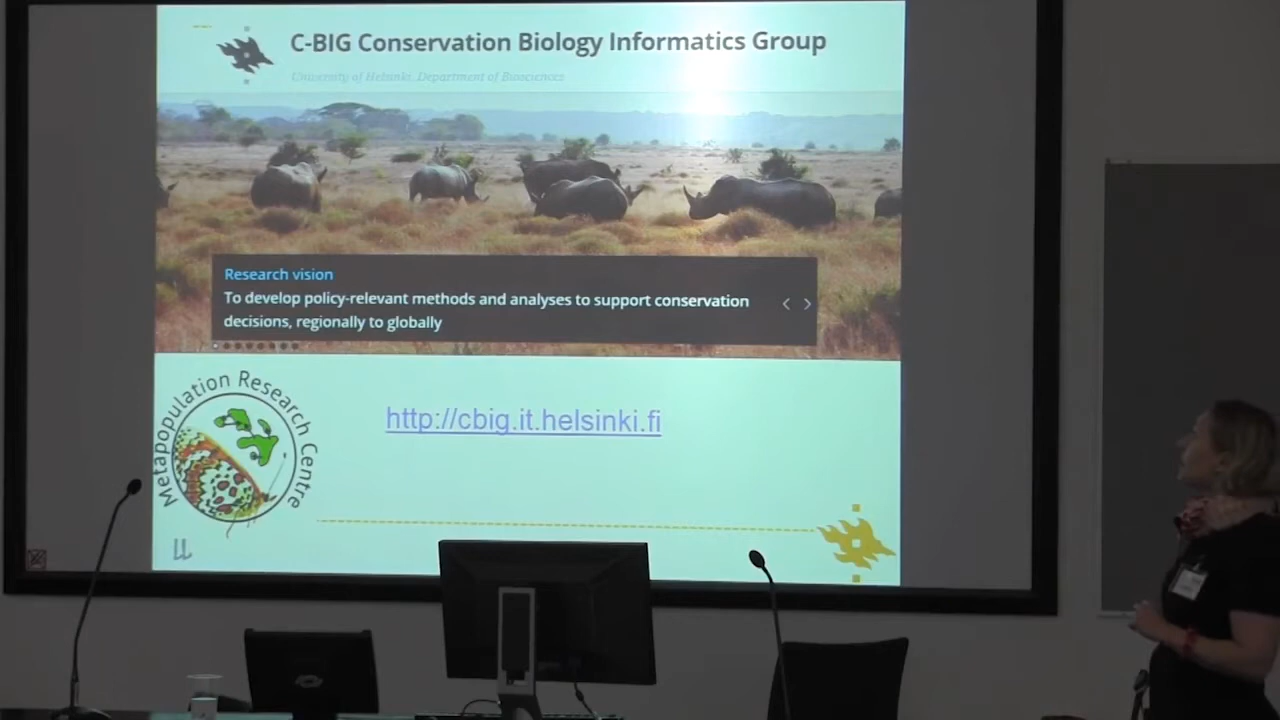 C-BIG Conservation Biology Informatics Group
University of Helsinki, Department of Biosciences
Research vision
To develop policy-relevant methods and analyses to support conservation
decisions, regionally to globally
Metapopulation Research Centre
http://cbig.it.helsinki.fi